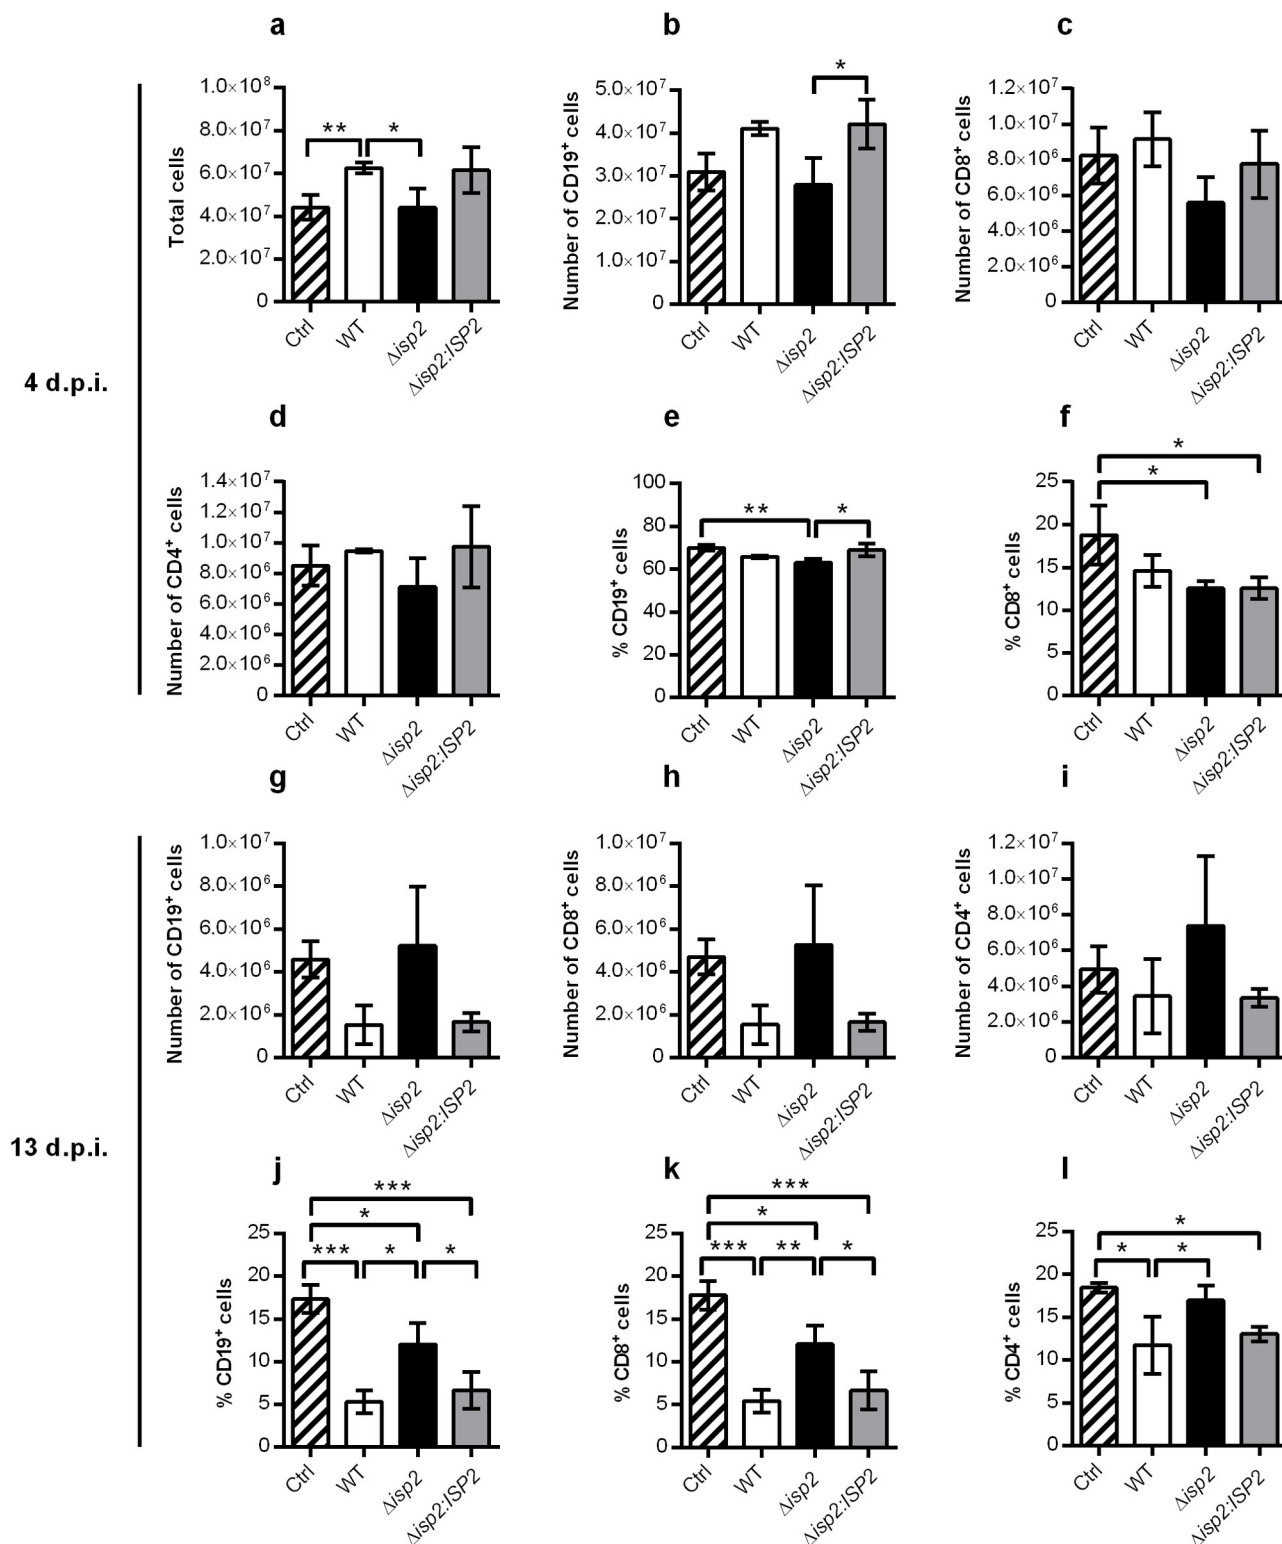 a
b
c
4 d.p.i.
Total cells
1.0×10⁸
8.0×10⁷
6.0×10⁷
4.0×10⁷
2.0×10⁷
0
** *
Ctrl WT Δisp2 Δisp2:ISP2
Number of CD19⁺ cells
5.0×10⁷
4.0×10⁷
3.0×10⁷
2.0×10⁷
1.0×10⁷
0
*
Ctrl WT Δisp2 Δisp2:ISP2
Number of CD8⁺ cells
1.2×10⁷
1.0×10⁷
8.0×10⁶
6.0×10⁶
4.0×10⁶
2.0×10⁶
0
Ctrl WT Δisp2 Δisp2:ISP2
d
e
f
Number of CD4⁺ cells
1.4×10⁷
1.2×10⁷
1.0×10⁷
8.0×10⁶
6.0×10⁶
4.0×10⁶
2.0×10⁶
0
Ctrl WT Δisp2 Δisp2:ISP2
% CD19⁺ cells
100
80
60
40
20
0
** *
Ctrl WT Δisp2 Δisp2:ISP2
% CD8⁺ cells
25
20
15
10
5
0
*
*
Ctrl WT Δisp2 Δisp2:ISP2
g
h
i
13 d.p.i.
Number of CD19⁺ cells
1.0×10⁷
8.0×10⁶
6.0×10⁶
4.0×10⁶
2.0×10⁶
0
Ctrl WT Δisp2 Δisp2:ISP2
Number of CD8⁺ cells
1.0×10⁷
8.0×10⁶
6.0×10⁶
4.0×10⁶
2.0×10⁶
0
Ctrl WT Δisp2 Δisp2:ISP2
Number of CD4⁺ cells
1.2×10⁷
1.0×10⁷
8.0×10⁶
6.0×10⁶
4.0×10⁶
2.0×10⁶
0
Ctrl WT Δisp2 Δisp2:ISP2
j
k
l
% CD19⁺ cells
25
20
15
10
5
0
***
*
*** * *
Ctrl WT Δisp2 Δisp2:ISP2
% CD8⁺ cells
25
20
15
10
5
0
***
*
*** ** *
Ctrl WT Δisp2 Δisp2:ISP2
% CD4⁺ cells
25
20
15
10
5
0
*
* *
Ctrl WT Δisp2 Δisp2:ISP2